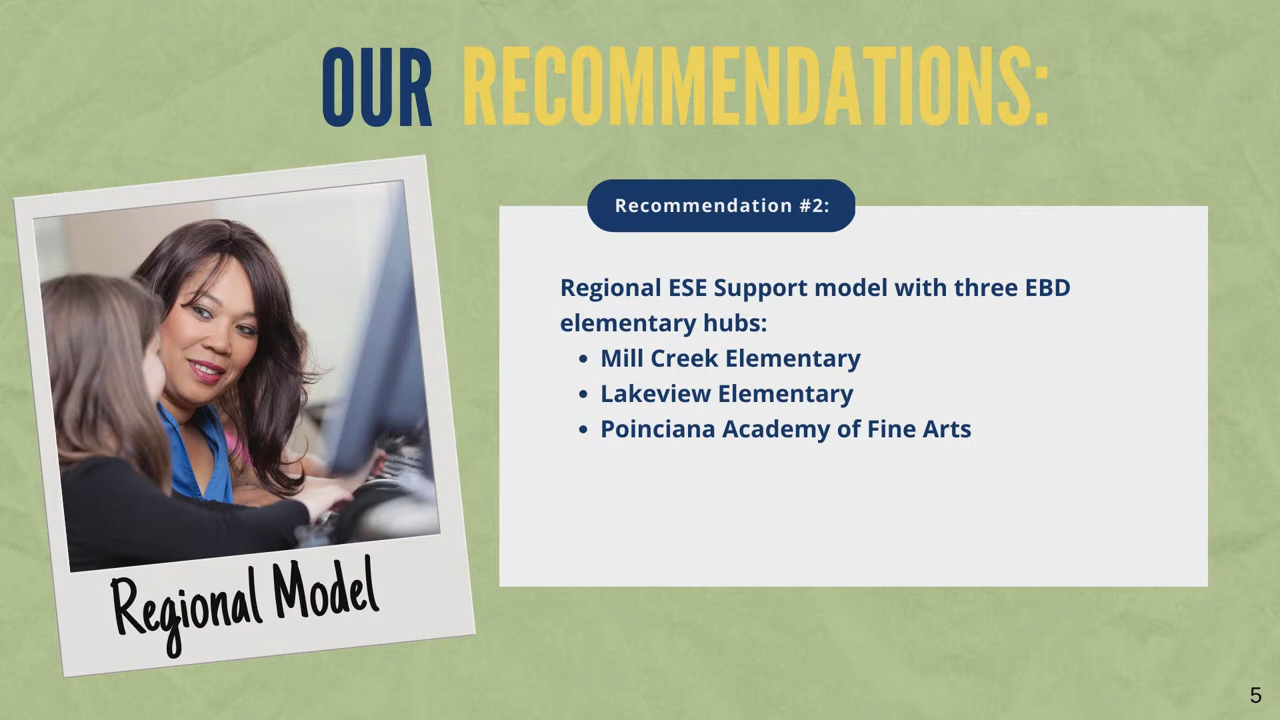 OUR RECOMMENDATIONS:
Recommendation #2:
Regional ESE Support model with three EBD
elementary hubs:
• Mill Creek Elementary
• Lakeview Elementary
• Poinciana Academy of Fine Arts
Regional Model
5